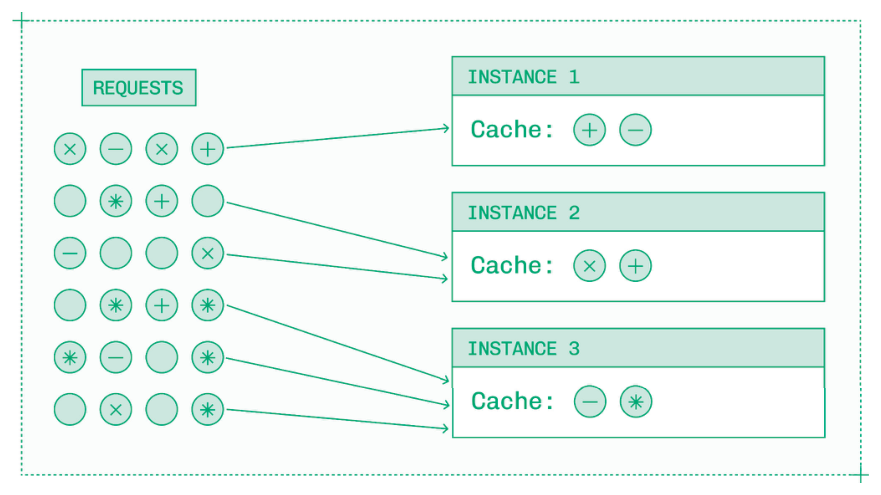 REQUESTS
INSTANCE 1
Cache: + −
INSTANCE 2
Cache: × +
INSTANCE 3
Cache: − *
× − × +
* +
− ×
* + *
* − *
× *